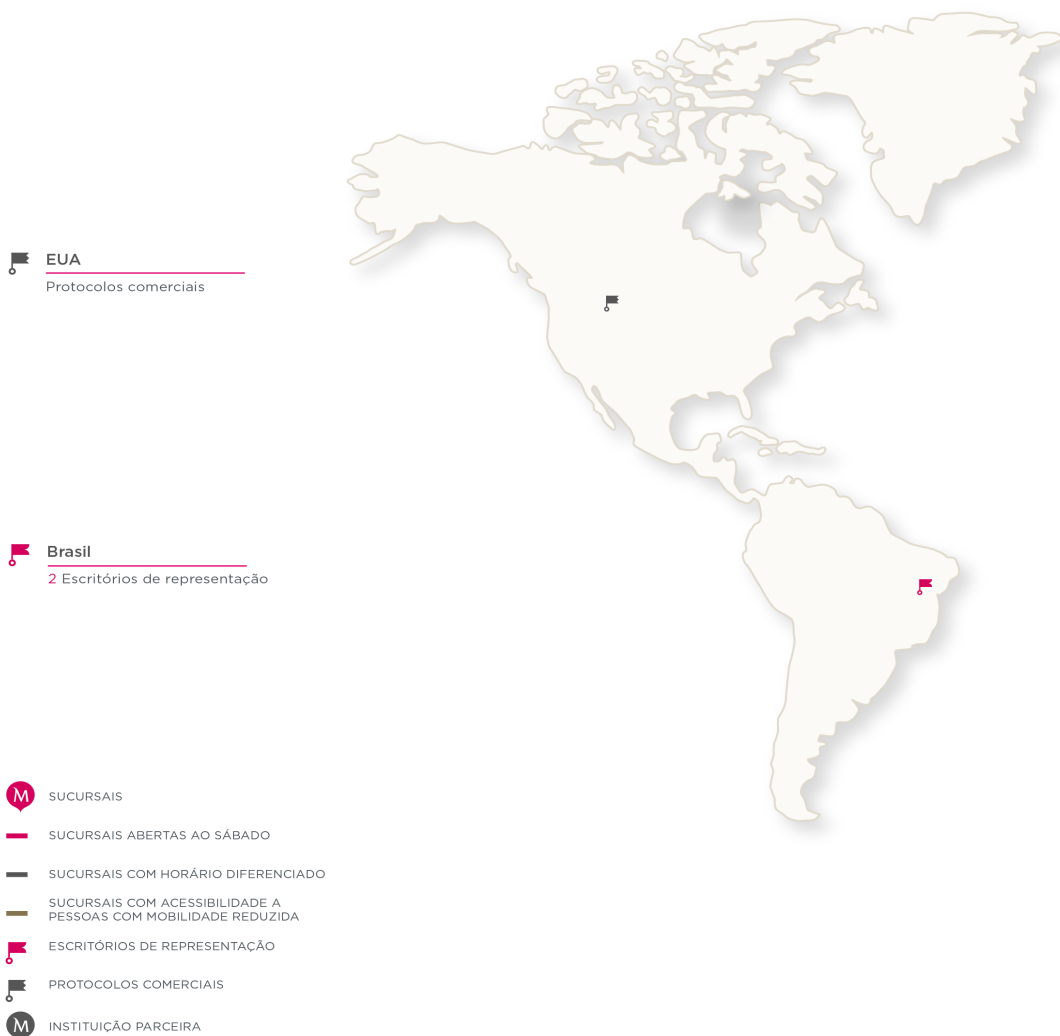 EUA
Protocolos comerciais
Brasil
2 Escritórios de representação
M SUCURSAIS
SUCURSAIS ABERTAS AO SÁBADO
SUCURSAIS COM HORÁRIO DIFERENCIADO
SUCURSAIS COM ACESSIBILIDADE A
PESSOAS COM MOBILIDADE REDUZIDA
ESCRITÓRIOS DE REPRESENTAÇÃO
PROTOCOLOS COMERCIAIS
M INSTITUIÇÃO PARCEIRA